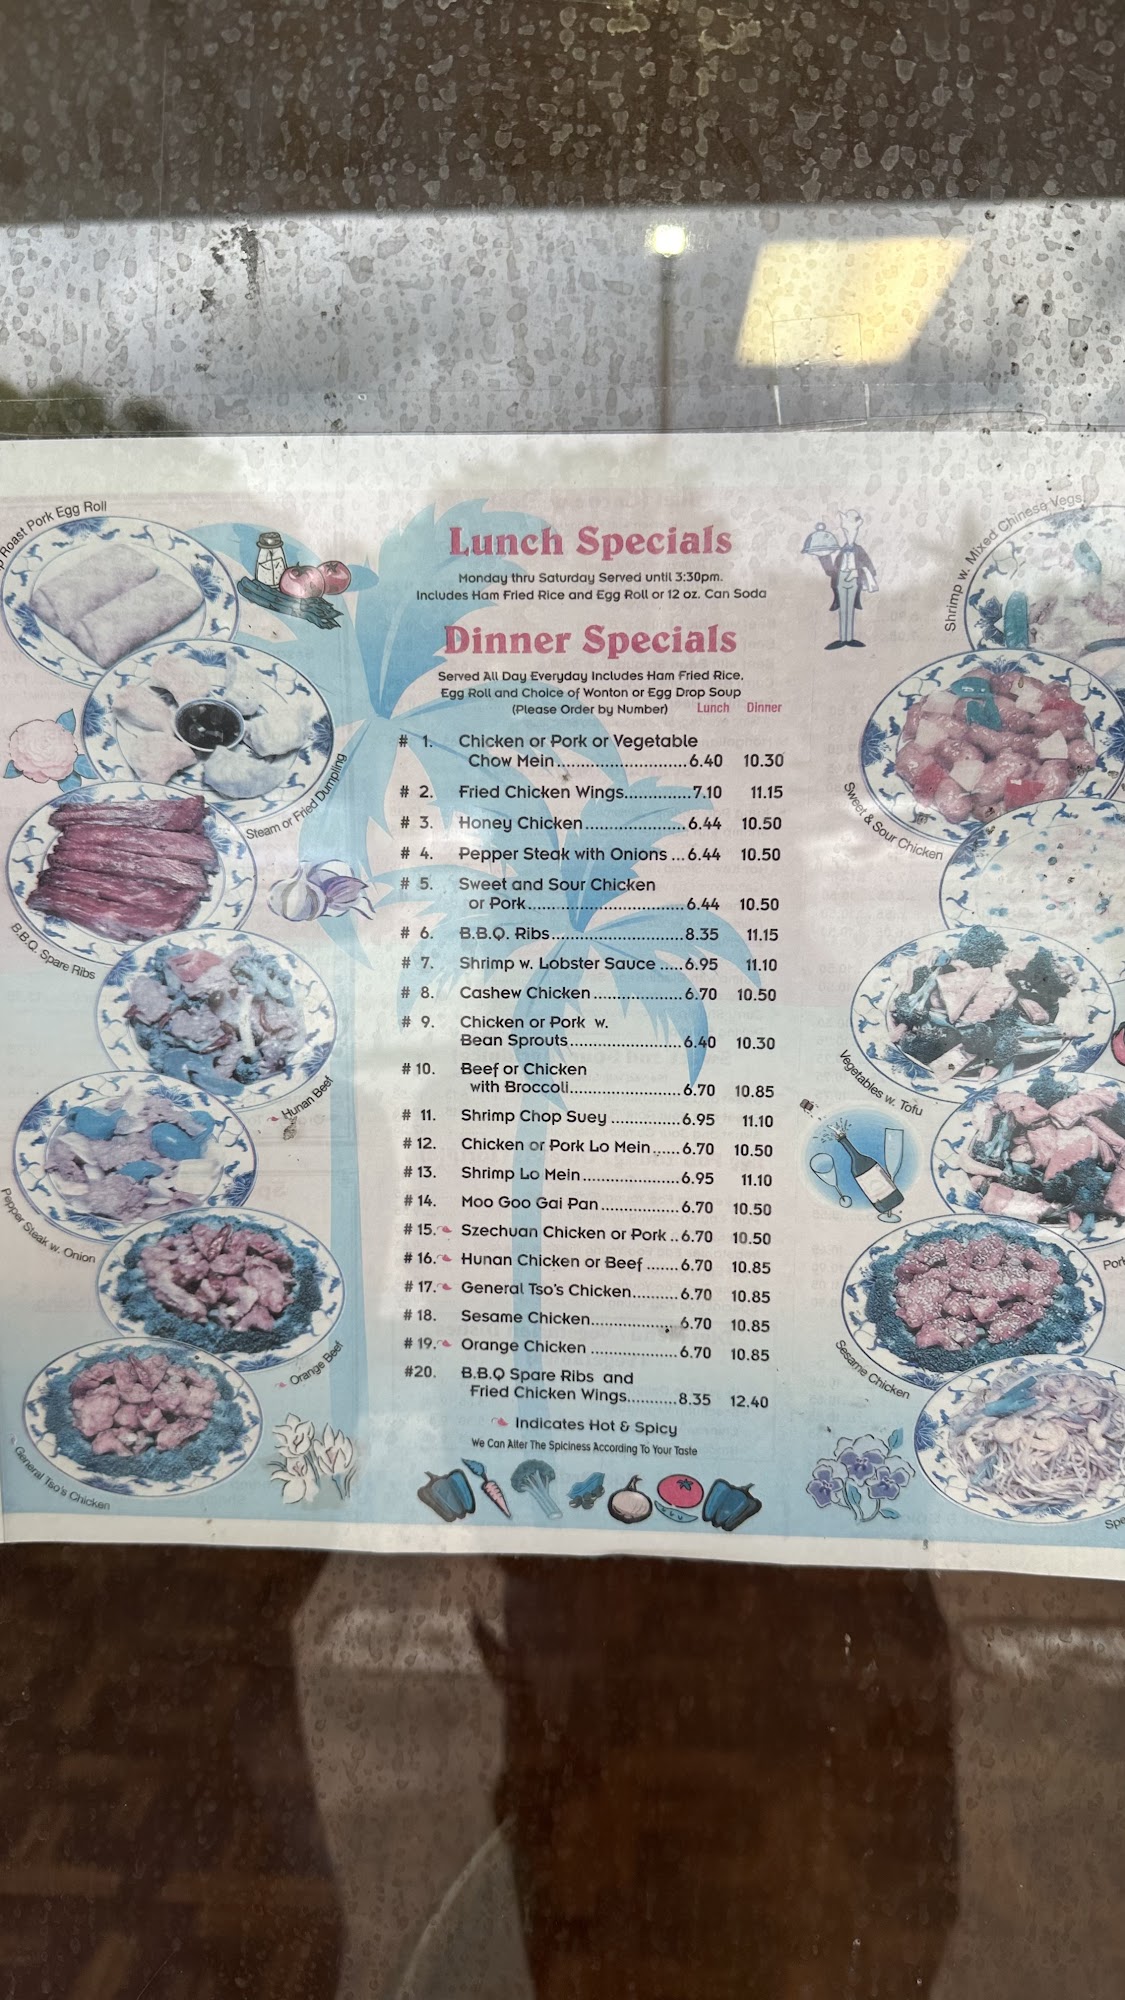 Roast Pork Egg Roll
Steam or Fried Dumpling
B.B.Q. Spare Ribs
Hunan Beef
Pepper Steak w. Onion
Orange Beef
General Tso's Chicken
Lunch Specials
Monday thru Saturday Served until 3:30pm.
Includes Ham Fried Rice and Egg Roll or 12 oz. Can Soda
Dinner Specials
Served All Day Everyday Includes Ham Fried Rice,
Egg Roll and Choice of Wonton or Egg Drop Soup
(Please Order by Number) Lunch Dinner
# 1. Chicken or Pork or Vegetable
Chow Mein..........................6.40 10.30
# 2. Fried Chicken Wings..............7.10 11.15
# 3. Honey Chicken.....................6.44 10.50
# 4. Pepper Steak with Onions ...6.44 10.50
# 5. Sweet and Sour Chicken
or Pork................................6.44 10.50
# 6. B.B.Q. Ribs...........................8.35 11.15
# 7. Shrimp w. Lobster Sauce .....6.95 11.10
# 8. Cashew Chicken..................6.70 10.50
# 9. Chicken or Pork w.
Bean Sprouts.......................6.40 10.30
# 10. Beef or Chicken
with Broccoli......................6.70 10.85
# 11. Shrimp Chop Suey ..............6.95 11.10
# 12. Chicken or Pork Lo Mein......6.70 10.50
# 13. Shrimp Lo Mein....................6.95 11.10
# 14. Moo Goo Gai Pan................6.70 10.50
# 15. Szechuan Chicken or Pork ..6.70 10.50
# 16. Hunan Chicken or Beef .......6.70 10.85
# 17. General Tso's Chicken.........6.70 10.85
# 18. Sesame Chicken................. 6.70 10.85
# 19. Orange Chicken ..................6.70 10.85
#20. B.B.Q Spare Ribs and
Fried Chicken Wings..........8.35 12.40
Indicates Hot & Spicy
We Can Alter The Spiciness According To Your Taste
Shrimp w. Mixed Chinese Vegs.
Sweet & Sour Chicken
Vegetables w. Tofu
Pork
Sesame Chicken
Spe